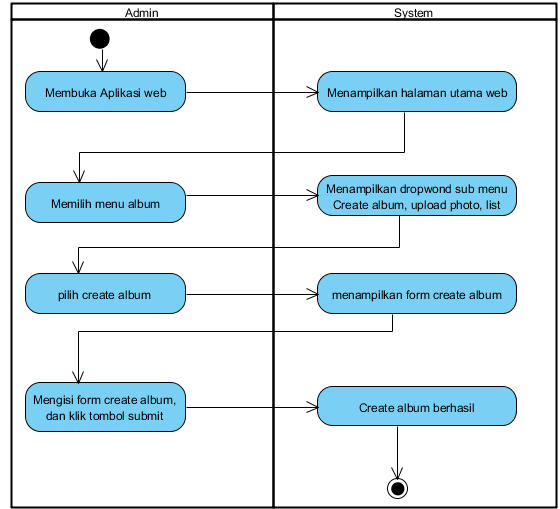 Admin
System
Membuka Aplikasi web
Menampilkan halaman utama web
Memilih menu album
Menampilkan dropwond sub menu
Create album, upload photo, list
pilih create album
menampilkan form create album
Mengisi form create album,
dan klik tombol submit
Create album berhasil